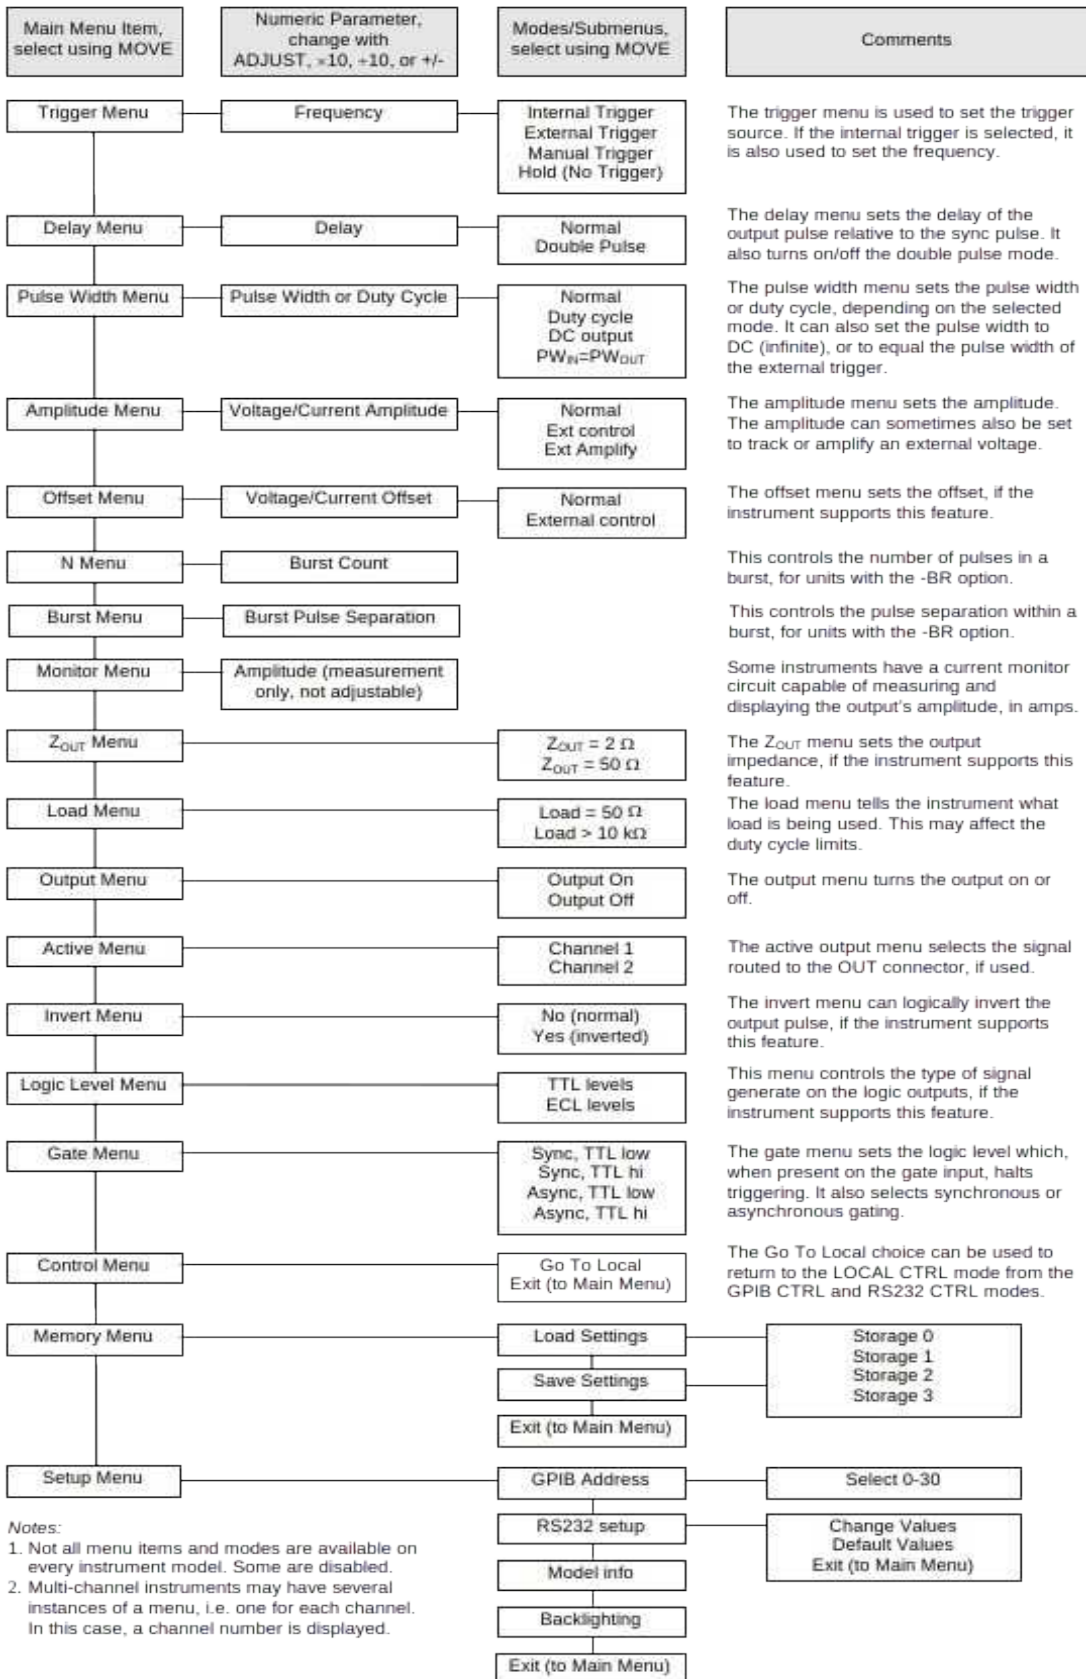 Main Menu Item,
select using MOVE
Numeric Parameter,
change with
ADJUST, ×10, ÷10, or +/-
Modes/Submenus,
select using MOVE
Comments
Trigger Menu
Frequency
Internal Trigger
External Trigger
Manual Trigger
Hold (No Trigger)
The trigger menu is used to set the trigger
source. If the internal trigger is selected, it
is also used to set the frequency.
Delay Menu
Delay
Normal
Double Pulse
The delay menu sets the delay of the
output pulse relative to the sync pulse. It
also turns on/off the double pulse mode.
Pulse Width Menu
Pulse Width or Duty Cycle
Normal
Duty cycle
DC output
PWIN=PWOUT
The pulse width menu sets the pulse width
or duty cycle, depending on the selected
mode. It can also set the pulse width to
DC (infinite), or to equal the pulse width of
the external trigger.
Amplitude Menu
Voltage/Current Amplitude
Normal
Ext control
Ext Amplify
The amplitude menu sets the amplitude.
The amplitude can sometimes also be set
to track or amplify an external voltage.
Offset Menu
Voltage/Current Offset
Normal
External control
The offset menu sets the offset, if the
instrument supports this feature.
N Menu
Burst Count
This controls the number of pulses in a
burst, for units with the -BR option.
Burst Menu
Burst Pulse Separation
This controls the pulse separation within a
burst, for units with the -BR option.
Monitor Menu
Amplitude (measurement
only, not adjustable)
Some instruments have a current monitor
circuit capable of measuring and
displaying the output's amplitude, in amps.
ZOUT Menu
ZOUT = 2 Ω
ZOUT = 50 Ω
The ZOUT menu sets the output
impedance, if the instrument supports this
feature.
Load Menu
Load = 50 Ω
Load > 10 kΩ
The load menu tells the instrument what
load is being used. This may affect the
duty cycle limits.
Output Menu
Output On
Output Off
The output menu turns the output on or
off.
Active Menu
Channel 1
Channel 2
The active output menu selects the signal
routed to the OUT connector, if used.
Invert Menu
No (normal)
Yes (inverted)
The invert menu can logically invert the
output pulse, if the instrument supports
this feature.
Logic Level Menu
TTL levels
ECL levels
This menu controls the type of signal
generate on the logic outputs, if the
instrument supports this feature.
Gate Menu
Sync, TTL low
Sync, TTL hi
Async, TTL low
Async, TTL hi
The gate menu sets the logic level which,
when present on the gate input, halts
triggering. It also selects synchronous or
asynchronous gating.
Control Menu
Go To Local
Exit (to Main Menu)
The Go To Local choice can be used to
return to the LOCAL CTRL mode from the
GPIB CTRL and RS232 CTRL modes.
Memory Menu
Load Settings
Save Settings
Exit (to Main Menu)
Storage 0
Storage 1
Storage 2
Storage 3
Setup Menu
GPIB Address
Select 0-30
RS232 setup
Change Values
Default Values
Exit (to Main Menu)
Model info
Backlighting
Exit (to Main Menu)
Notes:
1. Not all menu items and modes are available on
every instrument model. Some are disabled.
2. Multi-channel instruments may have several
instances of a menu, i.e. one for each channel.
In this case, a channel number is displayed.